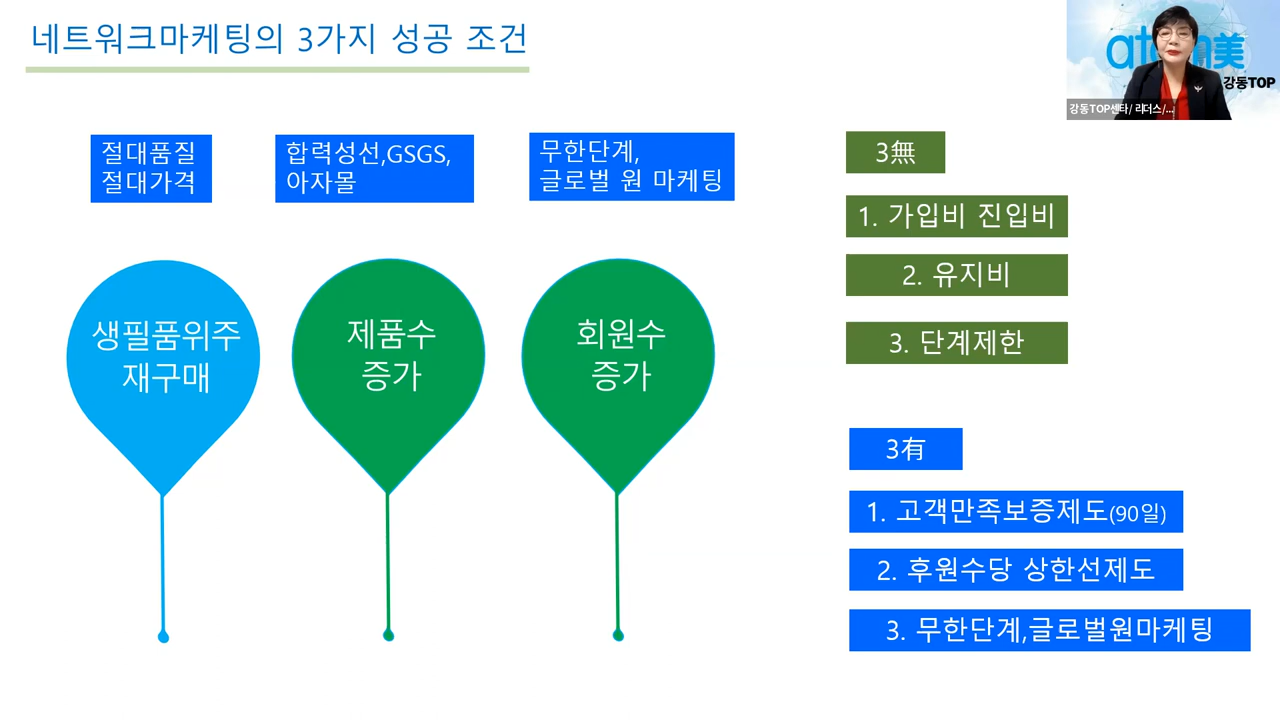 네트워크마케팅의 3가지 성공 조건
절대품질
절대가격
합력성선,GSGS,
아자몰
무한단계,
글로벌 원 마케팅
생필품위주
재구매
제품수
증가
회원수
증가
3無
1. 가입비 진입비
2. 유지비
3. 단계제한
3有
1. 고객만족보증제도(90일)
2. 후원수당 상한선제도
3. 무한단계,글로벌원마케팅
강동TOP
강동TOP센타/ 리더스/...